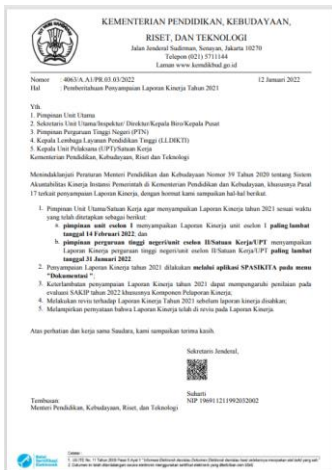 KEMENTERIAN PENDIDIKAN, KEBUDAYAAN,
RISET, DAN TEKNOLOGI
Jalan Jenderal Sudirman, Senayan, Jakarta 10270
Telepon (021) 5711144
Laman www.kemdikbud.go.id
Nomor : 4063/A.A1/PR.03.03/2022 12 Januari 2022
Hal : Pemberitahuan Penyampaian Laporan Kinerja Tahun 2021
Yth.
1. Pimpinan Unit Utama
2. Sekretaris Unit Utama/Inspektur/ Direktur/Kepala Biro/Kepala Pusat
3. Pimpinan Perguruan Tinggi Negeri (PTN)
4. Kepala Lembaga Layanan Pendidikan Tinggi (LLDIKTI)
5. Kepala Unit Pelaksana (UPT)/Satuan Kerja
Kementerian Pendidikan, Kebudayaan, Riset, dan Teknologi
Menindaklanjuti Peraturan Menteri Pendidikan dan Kebudayaan Nomor 39 Tahun 2020 tentang Sistem
Akuntabilitas Kinerja Instansi Pemerintah di Kementerian Pendidikan dan Kebudayaan, khususnya Pasal
17 terkait penyampaian Laporan Kinerja, dengan hormat kami sampaikan hal-hal berikut.
1. Pimpinan Unit Utama/Satuan Kerja agar menyampaikan Laporan Kinerja tahun 2021 sesuai waktu
yang telah ditetapkan sebagai berikut:
a. pimpinan unit eselon I menyampaikan Laporan Kinerja unit eselon I paling lambat
tanggal 14 Februari 2022; dan
b. pimpinan perguruan tinggi negeri/unit eselon II/Satuan Kerja/UPT menyampaikan
Laporan Kinerja perguruan tinggi negeri/unit eselon II/Satuan Kerja/UPT paling lambat
tanggal 31 Januari 2022
2. Penyampaian Laporan Kinerja tahun 2021 dilakukan melalui aplikasi SPASIKITA pada menu
"Dokumentasi ";
3. Keterlambatan penyampaian Laporan Kinerja tahun 2021 dapat mempengaruhi penilaian pada
evaluasi SAKIP tahun 2022 khususnya Komponen Pelaporan Kinerja;
4. Melakukan reviu terhadap Laporan Kinerja Tahun 2021 sebelum laporan kinerja disahkan;
5. Melampirkan pernyataan bahwa Laporan Kinerja telah di reviu pada Laporan Kinerja.
Atas perhatian dan kerja sama Saudara, kami sampaikan terima kasih.
Sekretaris Jenderal,
Suharti
NIP 196911211992032002
Tembusan:
Menteri Pendidikan, Kebudayaan, Riset, dan Teknologi
Balai
Sertifikasi
Elektronik
Catatan :